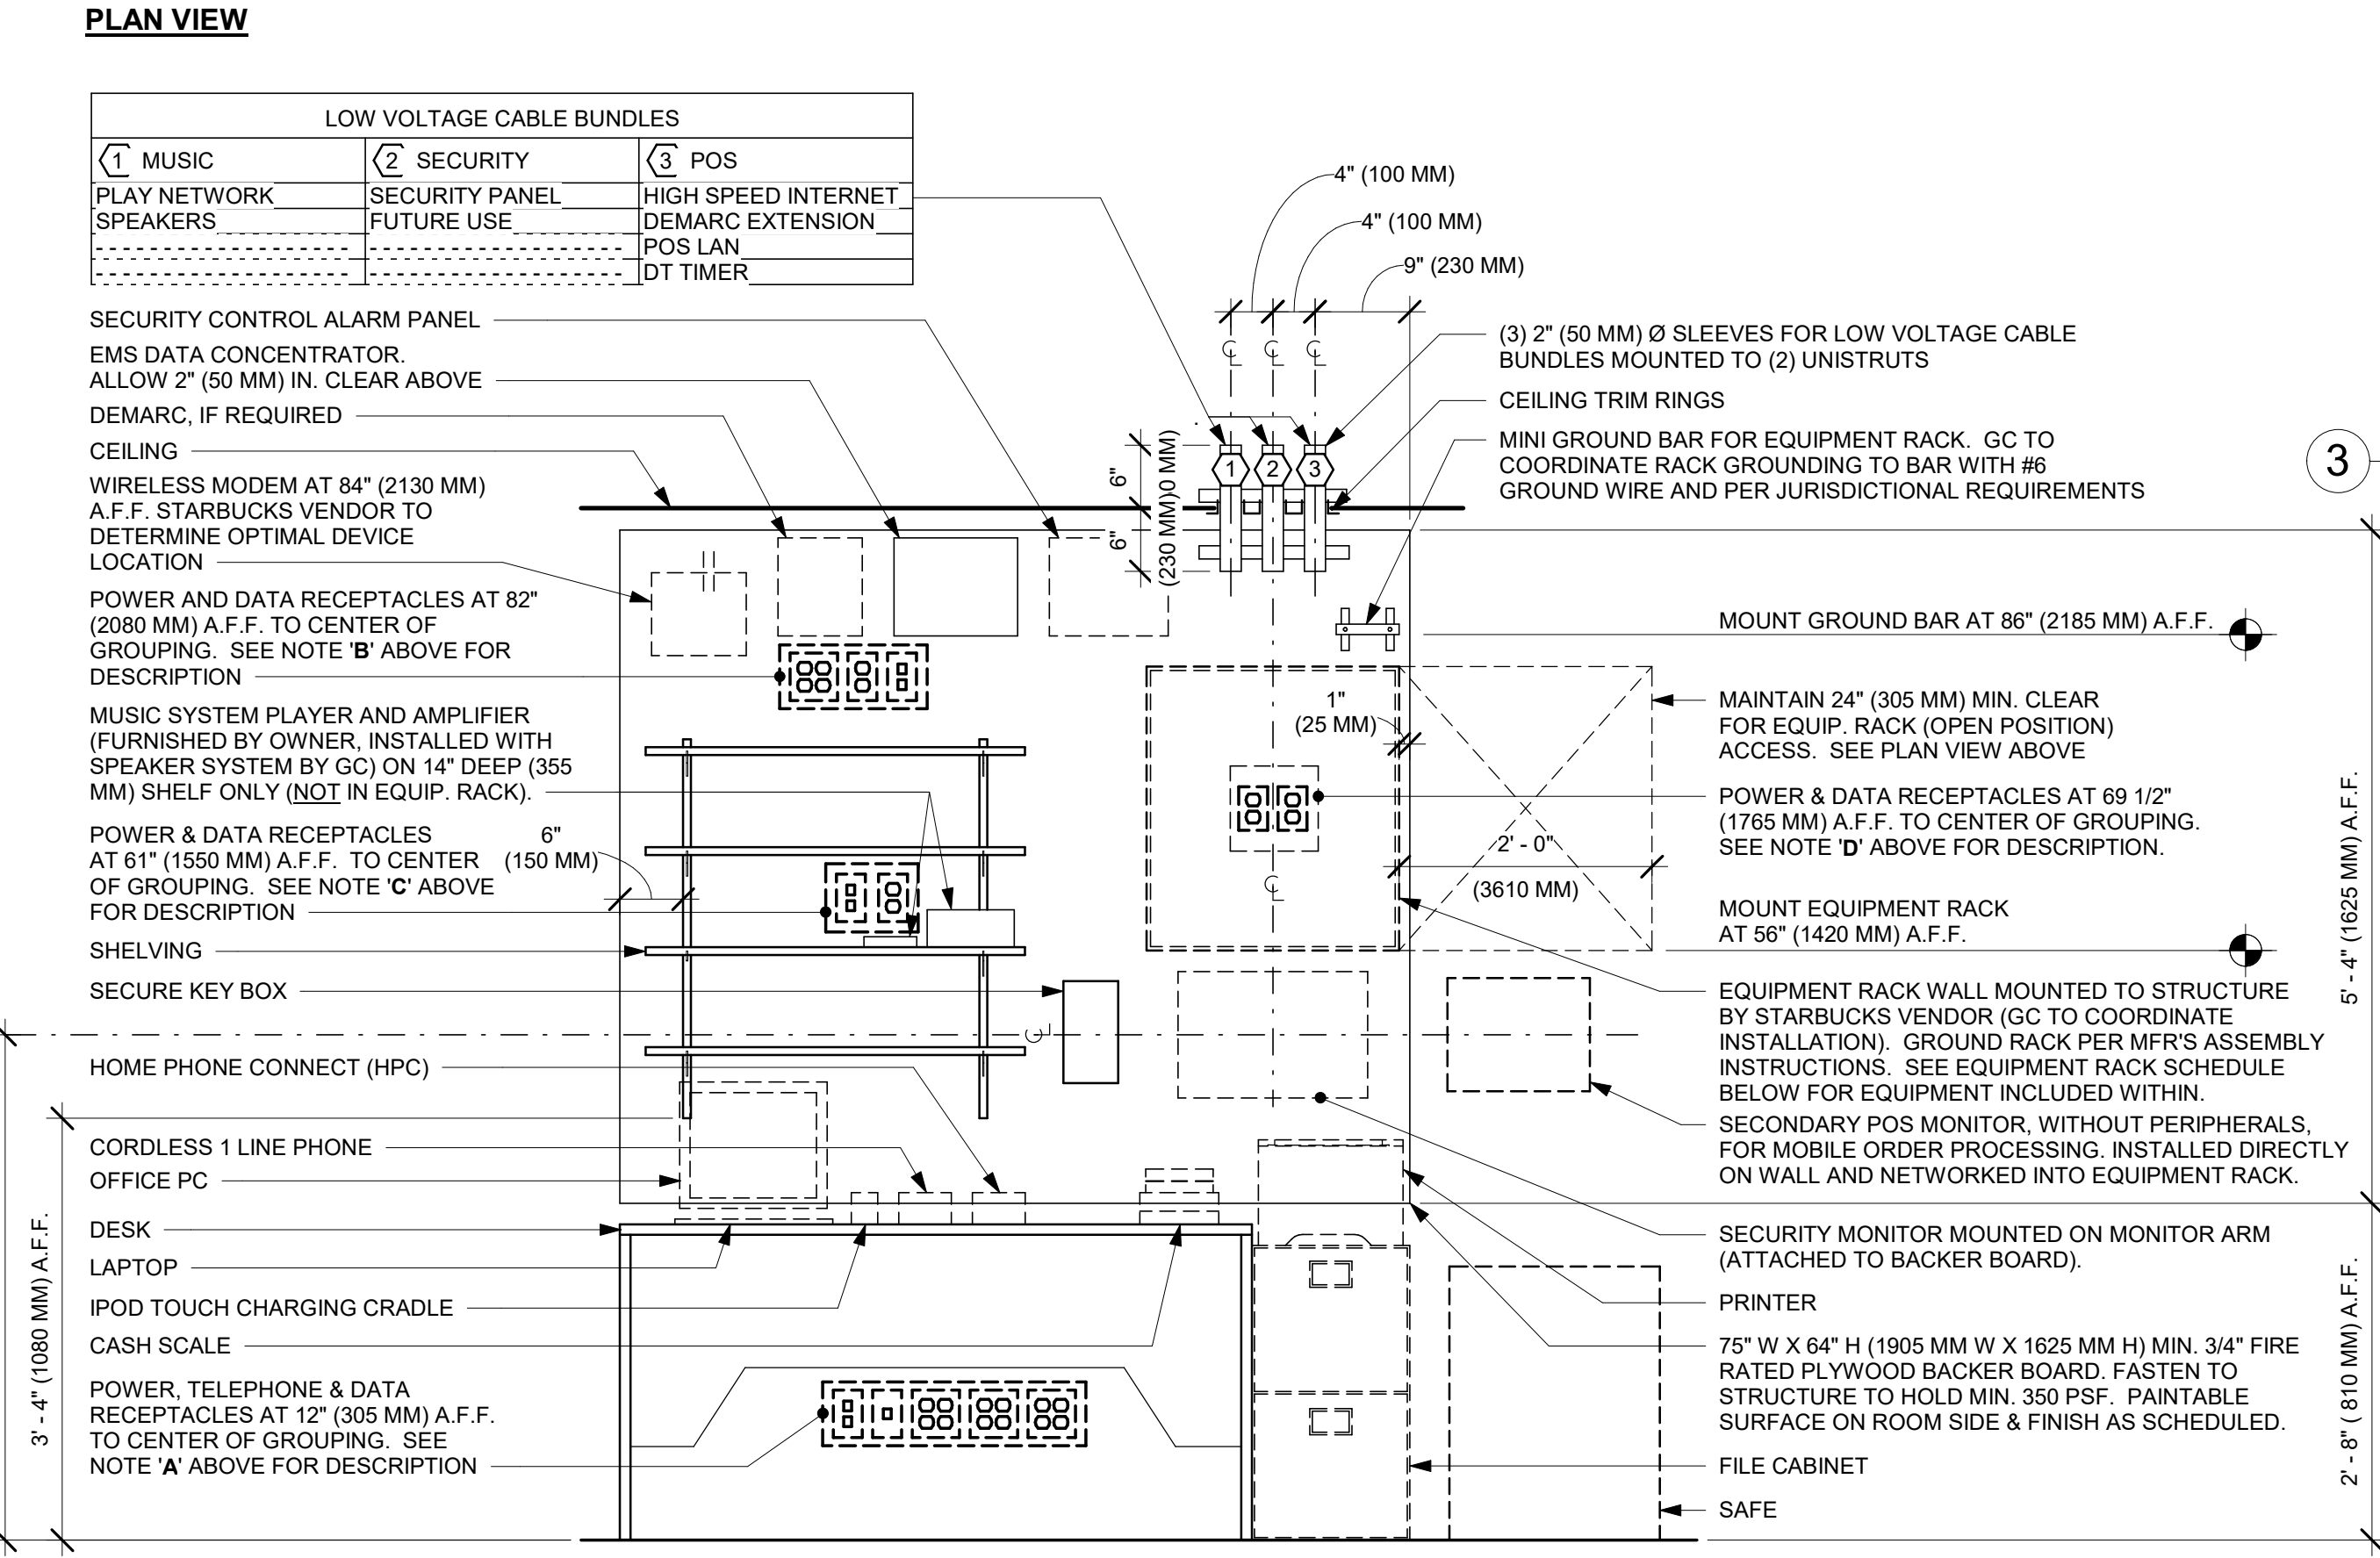 PLAN VIEW
LOW VOLTAGE CABLE BUNDLES
1 MUSIC
2 SECURITY
3 POS
PLAY NETWORK
SECURITY PANEL
HIGH SPEED INTERNET
SPEAKERS
FUTURE USE
DEMARC EXTENSION
POS LAN
DT TIMER
SECURITY CONTROL ALARM PANEL
EMS DATA CONCENTRATOR.
ALLOW 2" (50 MM) IN. CLEAR ABOVE
DEMARC, IF REQUIRED
CEILING
WIRELESS MODEM AT 84" (2130 MM)
A.F.F. STARBUCKS VENDOR TO
DETERMINE OPTIMAL DEVICE
LOCATION
POWER AND DATA RECEPTACLES AT 82"
(2080 MM) A.F.F. TO CENTER OF
GROUPING. SEE NOTE 'B' ABOVE FOR
DESCRIPTION
MUSIC SYSTEM PLAYER AND AMPLIFIER
(FURNISHED BY OWNER, INSTALLED WITH
SPEAKER SYSTEM BY GC) ON 14" DEEP (355
MM) SHELF ONLY (NOT IN EQUIP. RACK).
POWER & DATA RECEPTACLES
AT 61" (1550 MM) A.F.F. TO CENTER
OF GROUPING. SEE NOTE 'C' ABOVE
FOR DESCRIPTION
6"
(150 MM)
SHELVING
SECURE KEY BOX
HOME PHONE CONNECT (HPC)
CORDLESS 1 LINE PHONE
OFFICE PC
DESK
LAPTOP
IPOD TOUCH CHARGING CRADLE
CASH SCALE
POWER, TELEPHONE & DATA
RECEPTACLES AT 12" (305 MM) A.F.F.
TO CENTER OF GROUPING. SEE
NOTE 'A' ABOVE FOR DESCRIPTION
3' - 4" (1080 MM) A.F.F.
4" (100 MM)
4" (100 MM)
9" (230 MM)
CL
CL
CL
6"
6"
(230 MM)
0 MM)
1
2
3
1"
(25 MM)
2' - 0"
(3610 MM)
CL
CL
(3) 2" (50 MM) Ø SLEEVES FOR LOW VOLTAGE CABLE
BUNDLES MOUNTED TO (2) UNISTRUTS
CEILING TRIM RINGS
MINI GROUND BAR FOR EQUIPMENT RACK. GC TO
COORDINATE RACK GROUNDING TO BAR WITH #6
GROUND WIRE AND PER JURISDICTIONAL REQUIREMENTS
3
MOUNT GROUND BAR AT 86" (2185 MM) A.F.F.
MAINTAIN 24" (305 MM) MIN. CLEAR
FOR EQUIP. RACK (OPEN POSITION)
ACCESS. SEE PLAN VIEW ABOVE
POWER & DATA RECEPTACLES AT 69 1/2"
(1765 MM) A.F.F. TO CENTER OF GROUPING.
SEE NOTE 'D' ABOVE FOR DESCRIPTION.
MOUNT EQUIPMENT RACK
AT 56" (1420 MM) A.F.F.
EQUIPMENT RACK WALL MOUNTED TO STRUCTURE
BY STARBUCKS VENDOR (GC TO COORDINATE
INSTALLATION). GROUND RACK PER MFR'S ASSEMBLY
INSTRUCTIONS. SEE EQUIPMENT RACK SCHEDULE
BELOW FOR EQUIPMENT INCLUDED WITHIN.
SECONDARY POS MONITOR, WITHOUT PERIPHERALS,
FOR MOBILE ORDER PROCESSING. INSTALLED DIRECTLY
ON WALL AND NETWORKED INTO EQUIPMENT RACK.
SECURITY MONITOR MOUNTED ON MONITOR ARM
(ATTACHED TO BACKER BOARD).
PRINTER
75" W X 64" H (1905 MM W X 1625 MM H) MIN. 3/4" FIRE
RATED PLYWOOD BACKER BOARD. FASTEN TO
STRUCTURE TO HOLD MIN. 350 PSF. PAINTABLE
SURFACE ON ROOM SIDE & FINISH AS SCHEDULED.
FILE CABINET
SAFE
5' - 4" (1625 MM) A.F.F.
2' - 8" ( 810 MM) A.F.F.